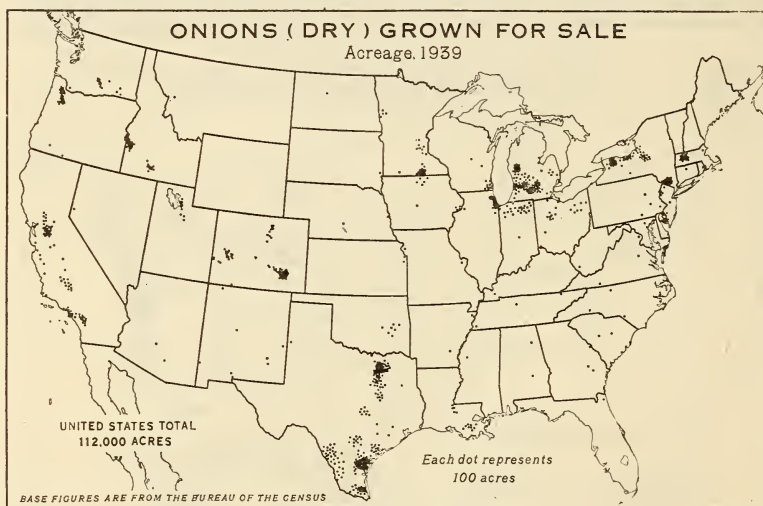 ONIONS (DRY) GROWN FOR SALE
Acreage, 1939
UNITED STATES TOTAL
112,000 ACRES
Each dot represents
100 acres
BASE FIGURES ARE FROM THE BUREAU OF THE CENSUS